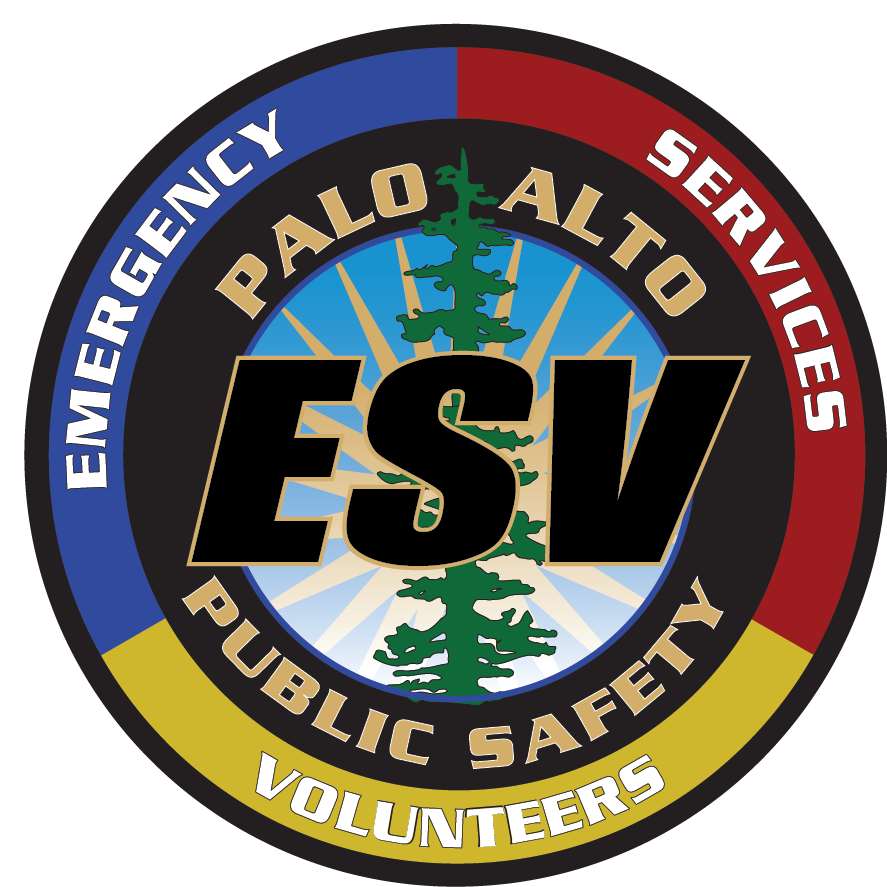 EMERGENCY SERVICES
VOLUNTEERS
PALO ALTO
ESV
PUBLIC SAFETY